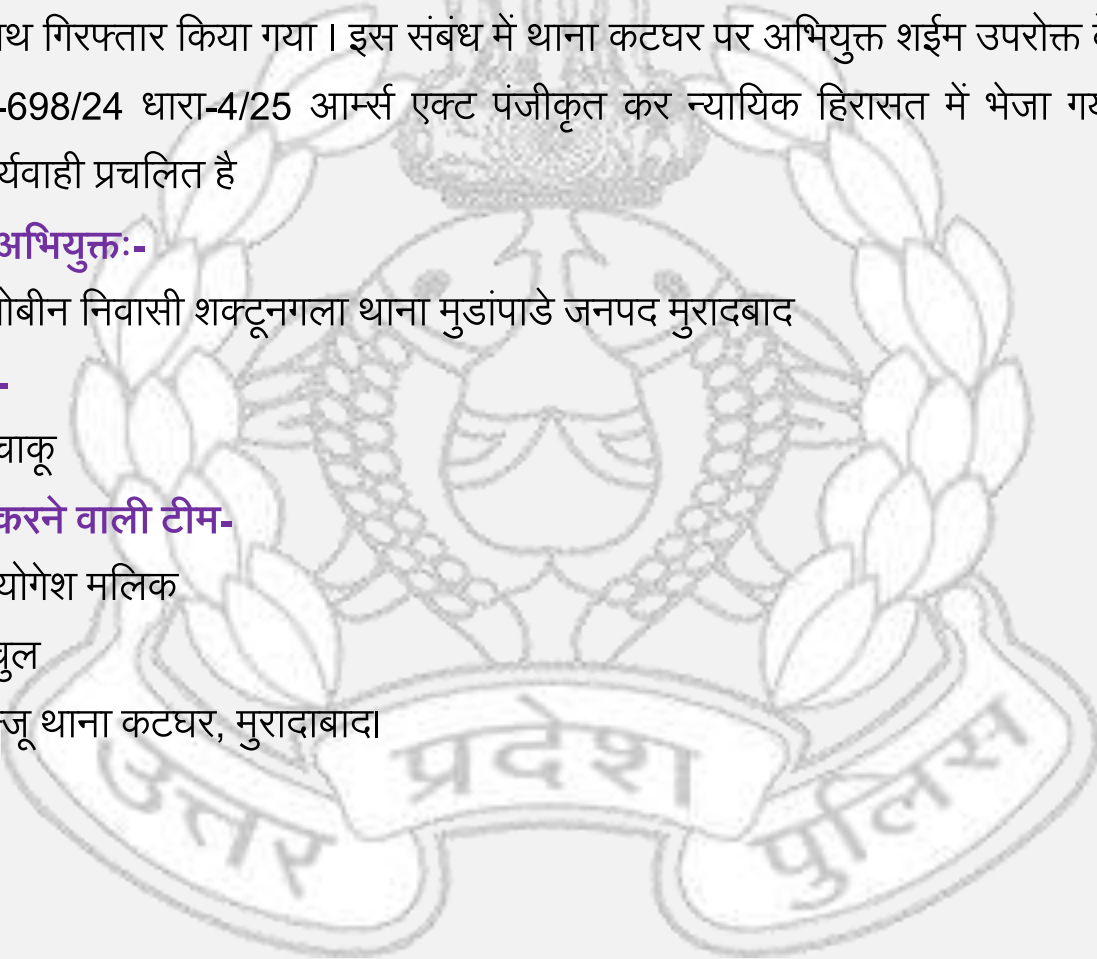 गिरफ्तार किया गया । इस संबंध में थाना कटघर पर अभियुक्त शईम उपरोक्त
-698/24 धारा-4/25 आर्म्स एक्ट पंजीकृत कर न्यायिक हिरासत में भेजा
र्यवाही प्रचलित है
अभियुक्तः-
निवासी शक्टूनगला थाना मुडांपाडे जनपद मुरादबाद
-
चाकू
करने वाली टीम-
योगेश मलिक
थाना कटघर, मुरादाबाद।
उत्तर प्रदेश पुलिस